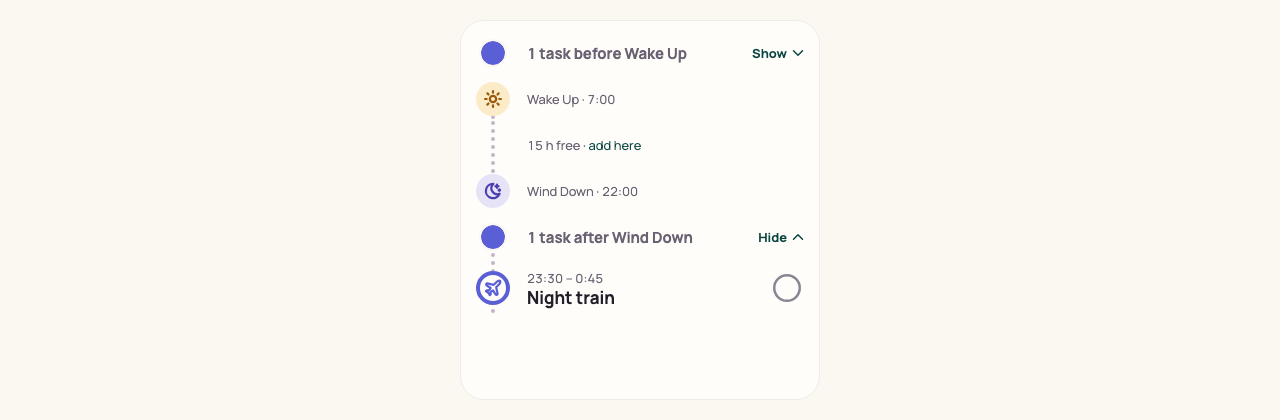 1 task before Wake Up Show
Wake Up · 7:00
15 h free · add here
Wind Down · 22:00
1 task after Wind Down Hide
23:30 – 0:45
Night train